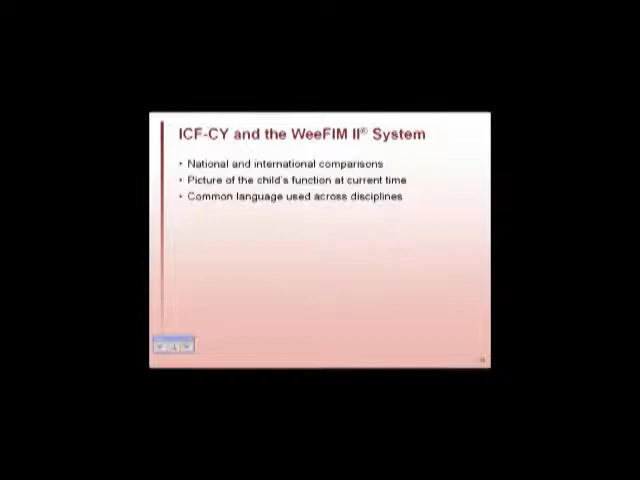 ICF-CY and the WeeFIM II® System
• National and international comparisons
• Picture of the child's function at current time
• Common language used across disciplines